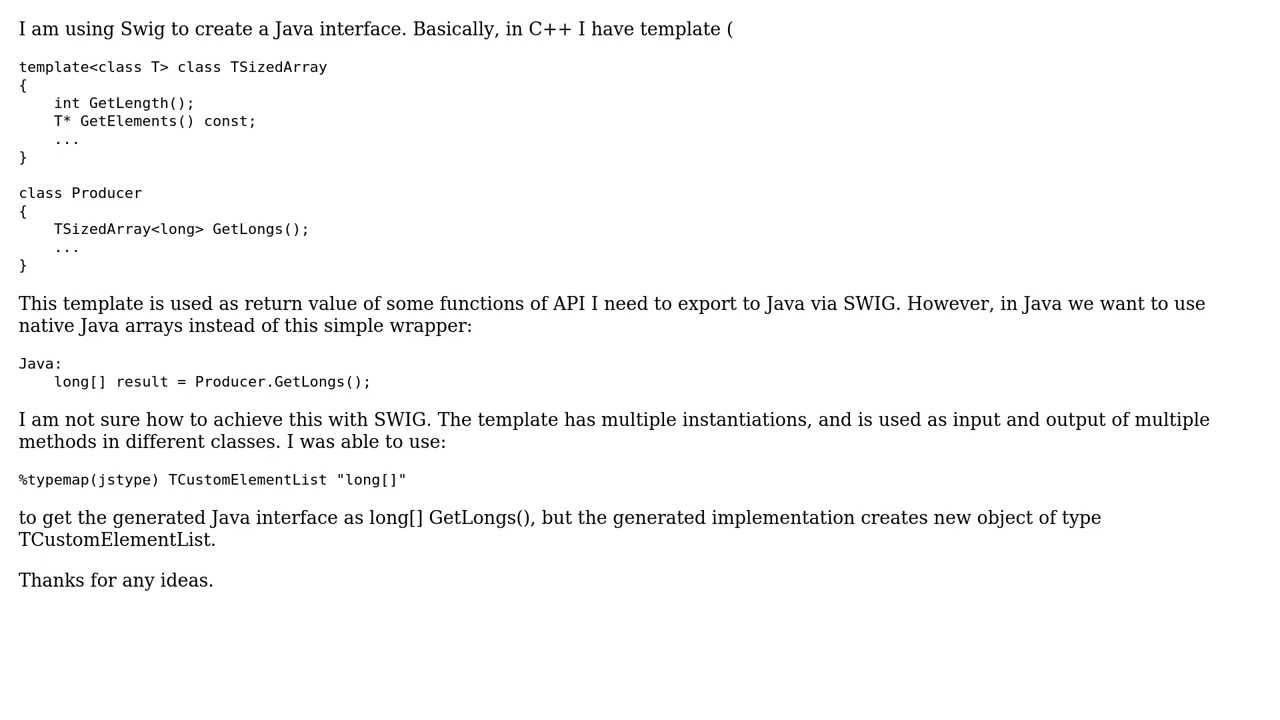 I am using Swig to create a Java interface. Basically, in C++ I have template (
template<class T> class TSizedArray
{
    int GetLength();
    T* GetElements() const;
    ...
}
class Producer
{
    TSizedArray<long> GetLongs();
    ...
}
This template is used as return value of some functions of API I need to export to Java via SWIG. However, in Java we want to use
native Java arrays instead of this simple wrapper:
Java:
    long[] result = Producer.GetLongs();
I am not sure how to achieve this with SWIG. The template has multiple instantiations, and is used as input and output of multiple
methods in different classes. I was able to use:
%typemap(jstype) TCustomElementList "long[]"
to get the generated Java interface as long[] GetLongs(), but the generated implementation creates new object of type
TCustomElementList.
Thanks for any ideas.